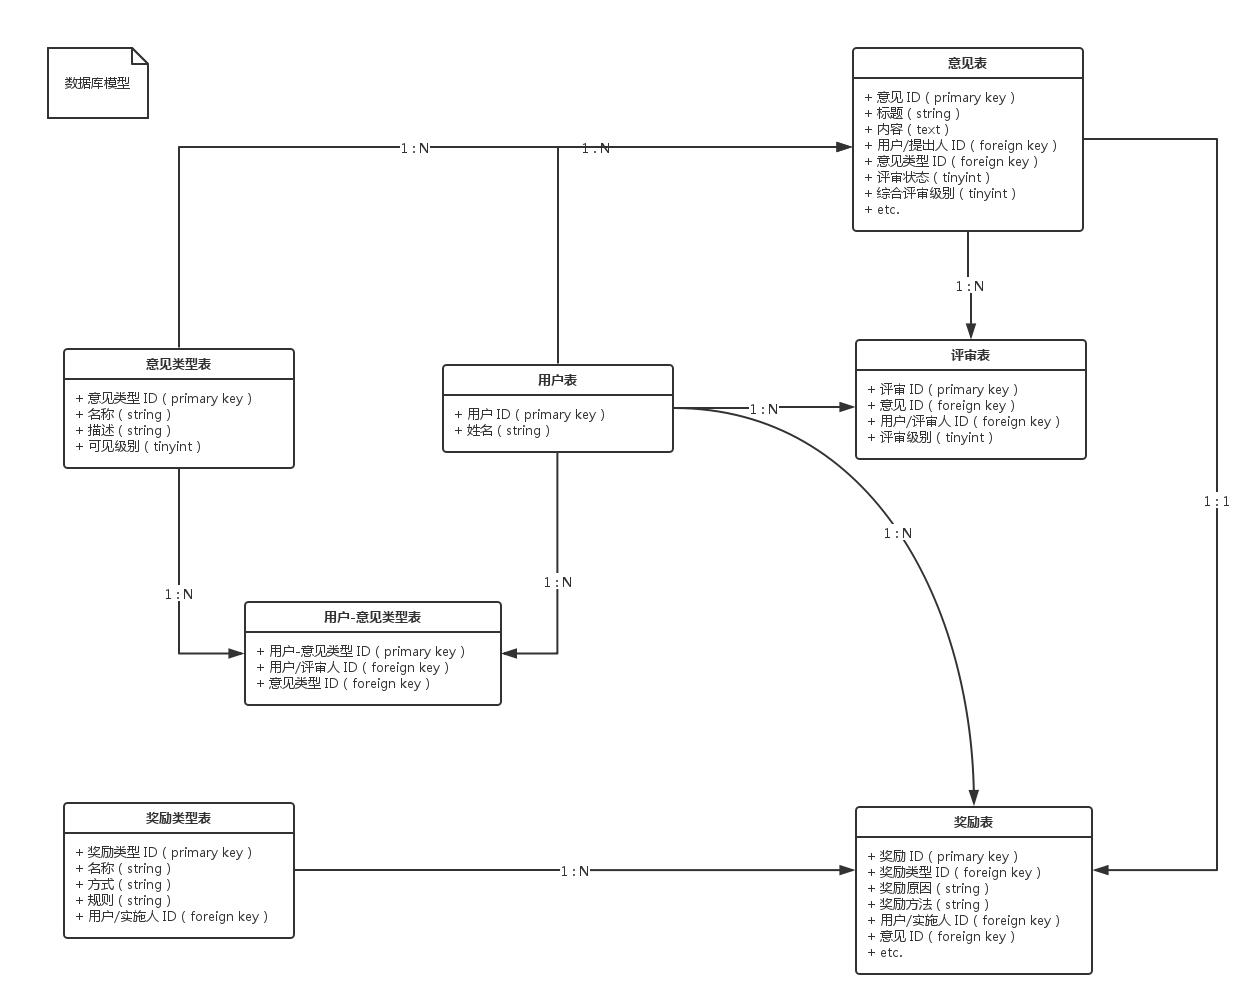 数据库模型
意见表
+ 意见 ID ( primary key )
+ 标题 ( string )
+ 内容 ( text )
+ 用户/提出人 ID ( foreign key )
+ 意见类型 ID ( foreign key )
+ 评审状态 ( tinyint )
+ 综合评审级别 ( tinyint )
+ etc.
1 : N
1 : N
1 : N
意见类型表
+ 意见类型 ID ( primary key )
+ 名称 ( string )
+ 描述 ( string )
+ 可见级别 ( tinyint )
用户表
+ 用户 ID ( primary key )
+ 姓名 ( string )
1 : N
评审表
+ 评审 ID ( primary key )
+ 意见 ID ( foreign key )
+ 用户/评审人 ID ( foreign key )
+ 评审级别 ( tinyint )
1 : 1
1 : N
1 : N
1 : N
用户-意见类型表
+ 用户-意见类型 ID ( primary key )
+ 用户/评审人 ID ( foreign key )
+ 意见类型 ID ( foreign key )
奖励类型表
+ 奖励类型 ID ( primary key )
+ 名称 ( string )
+ 方式 ( string )
+ 规则 ( string )
+ 用户/实施人 ID ( foreign key )
1 : N
奖励表
+ 奖励 ID ( primary key )
+ 奖励类型 ID ( foreign key )
+ 奖励原因 ( string )
+ 奖励方法 ( string )
+ 用户/实施人 ID ( foreign key )
+ 意见 ID ( foreign key )
+ etc.